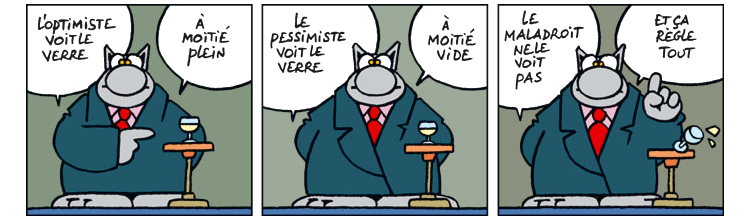 L'OPTIMISTE
VOIT LE
VERRE
À
MOITIÉ
PLEIN
LE
PESSIMISTE
VOIT LE
VERRE
À
MOITIÉ
VIDE
LE
MALADROIT
NE LE
VOIT
PAS
ET ÇA
RÈGLE
TOUT